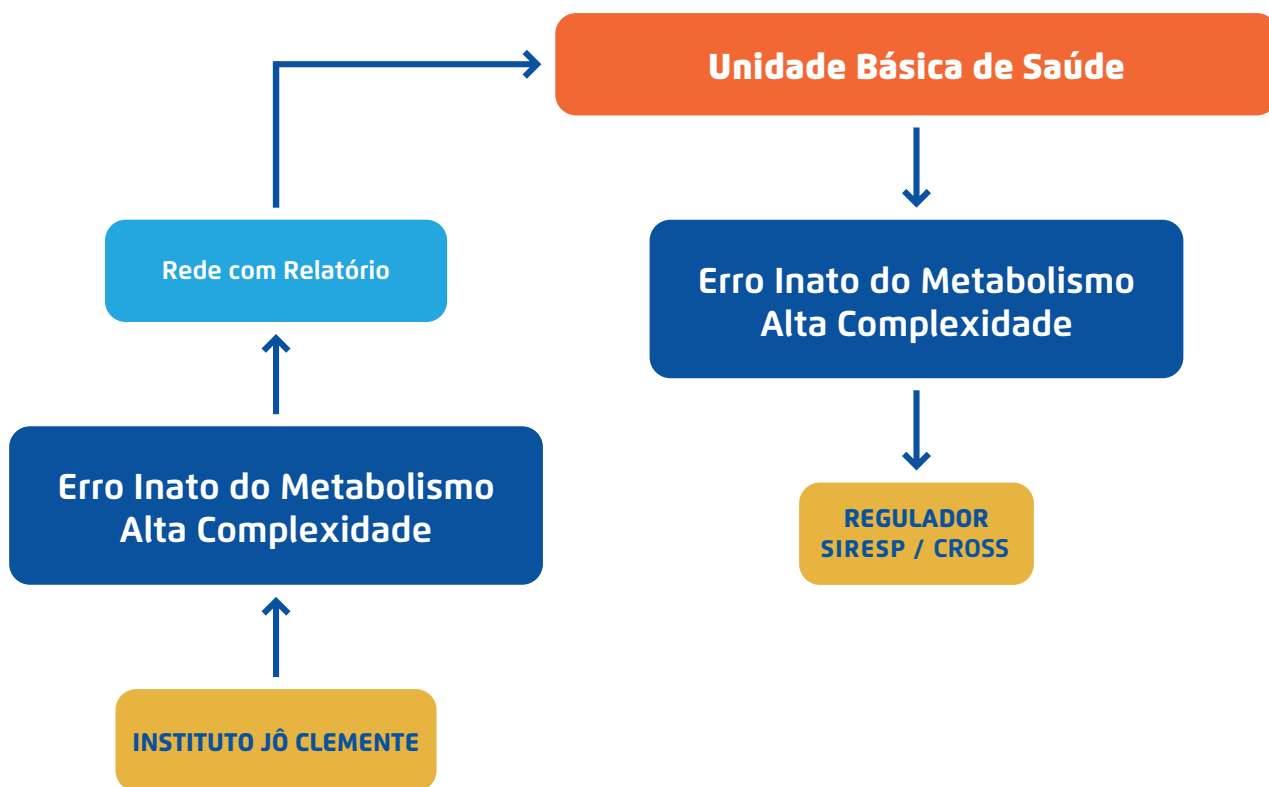 Unidade Básica de Saúde
Rede com Relatório
Erro Inato do Metabolismo
Alta Complexidade
Erro Inato do Metabolismo
Alta Complexidade
REGULADOR
SIRESP / CROSS
INSTITUTO JÔ CLEMENTE